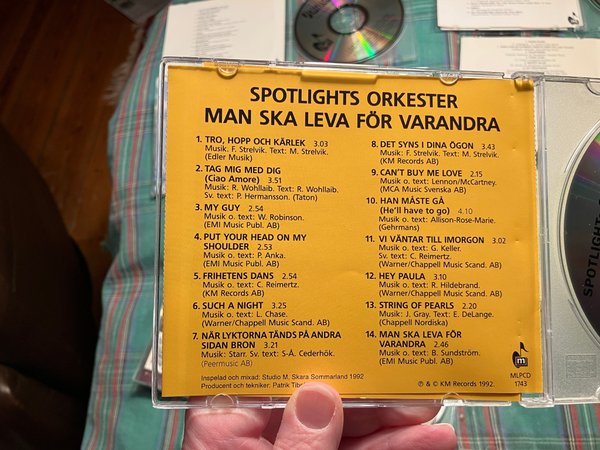 SPOTLIGHTS ORKESTER
MAN SKA LEVA FÖR VARANDRA
1. TRO, HOPP OCH KÄRLEK 3.03
Musik: F. Strelvik. Text: M. Strelvik.
(Edler Musik)
2. TAG MIG MED DIG
(Ciao Amore) 3.51
Musik: R. Wohllaib. Text: R. Wohllaib.
Sv. text: P. Hermansson. (Taton)
3. MY GUY 2.54
Musik o. text: W. Robinson.
(EMI Music Publ. AB)
4. PUT YOUR HEAD ON MY
SHOULDER 2.53
Musik o. text: P. Anka.
(EMI Music Publ. AB)
5. FRIHETENS DANS 2.54
Musik o. text: C. Reimertz.
(KM Records AB)
6. SUCH A NIGHT 3.25
Musik o. text: L. Chase.
(Warner/Chappell Music Scand. AB)
7. NÄR LYKTORNA TÄNDS PÅ ANDRA
SIDAN BRON 3.21
Musik: Starr. Sv. text: S-Å. Cederhök.
(Peermusic AB)
8. DET SYNS I DINA ÖGON 3.43
Musik: F. Strelvik. Text: M. Strelvik.
(KM Records AB)
9. CAN'T BUY ME LOVE 2.15
Musik o. text: Lennon/McCartney.
(MCA Music Svenska AB)
10. HAN MÅSTE GÅ
(He'll have to go) 4.10
Musik o. text: Allison-Rose-Marie.
(Gehrmans)
11. VI VÄNTAR TILL IMORGON 3.02
Musik o. text: G. Keller.
Sv. text: C. Reimertz.
(Warner/Chappell Music Scand. AB)
12. HEY PAULA 3.10
Musik o. text: R. Hildebrand.
(Warner/Chappell Music Scand. AB)
13. STRING OF PEARLS 2.20
Musik: J. Gray. Text: E. DeLange.
(Chappell Nordiska)
14. MAN SKA LEVA FÖR
VARANDRA 2.46
Musik o. text: B. Sundström.
(EMI Music Publ. AB)
Inspelad och mixad: Studio M, Skara Sommarland 1992
Producent och tekniker: Patrik
℗ & © KM Records 1992
m
MLPCD
1743
SPOTLIGHTS